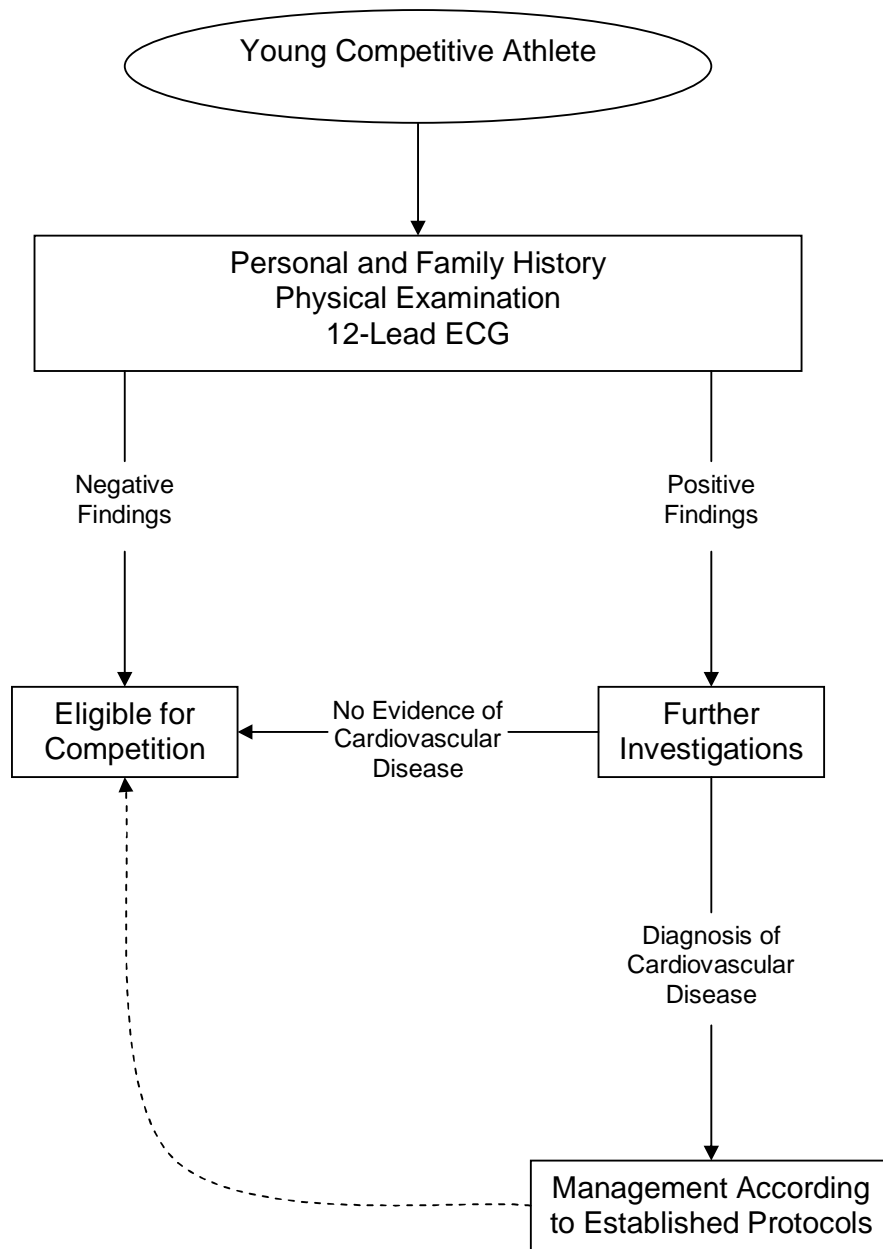 Young Competitive Athlete
Personal and Family History
Physical Examination
12-Lead ECG
Negative
Findings
Positive
Findings
Eligible for
Competition
No Evidence of
Cardiovascular
Disease
Further
Investigations
Diagnosis of
Cardiovascular
Disease
Management According
to Established Protocols